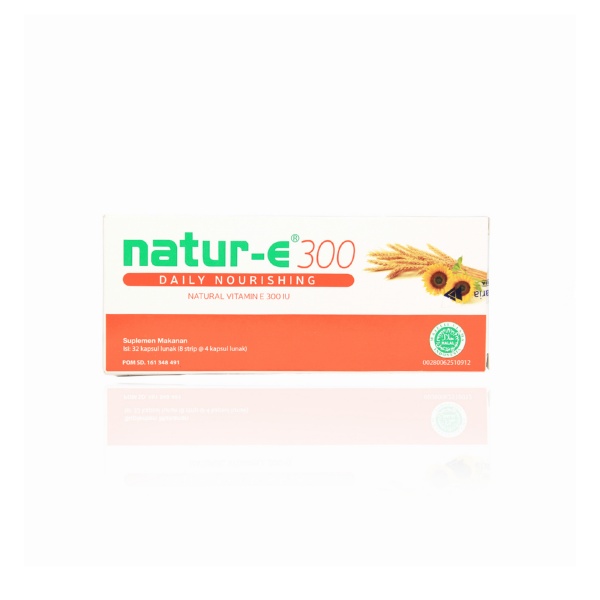 natur-e® 300
DAILY NOURISHING
NATURAL VITAMIN E 300 IU
Suplemen Makanan
Isi: 32 kapsul lunak (8 strip @ 4 kapsul lunak)
POM SD. 161 548 491
00280062510912